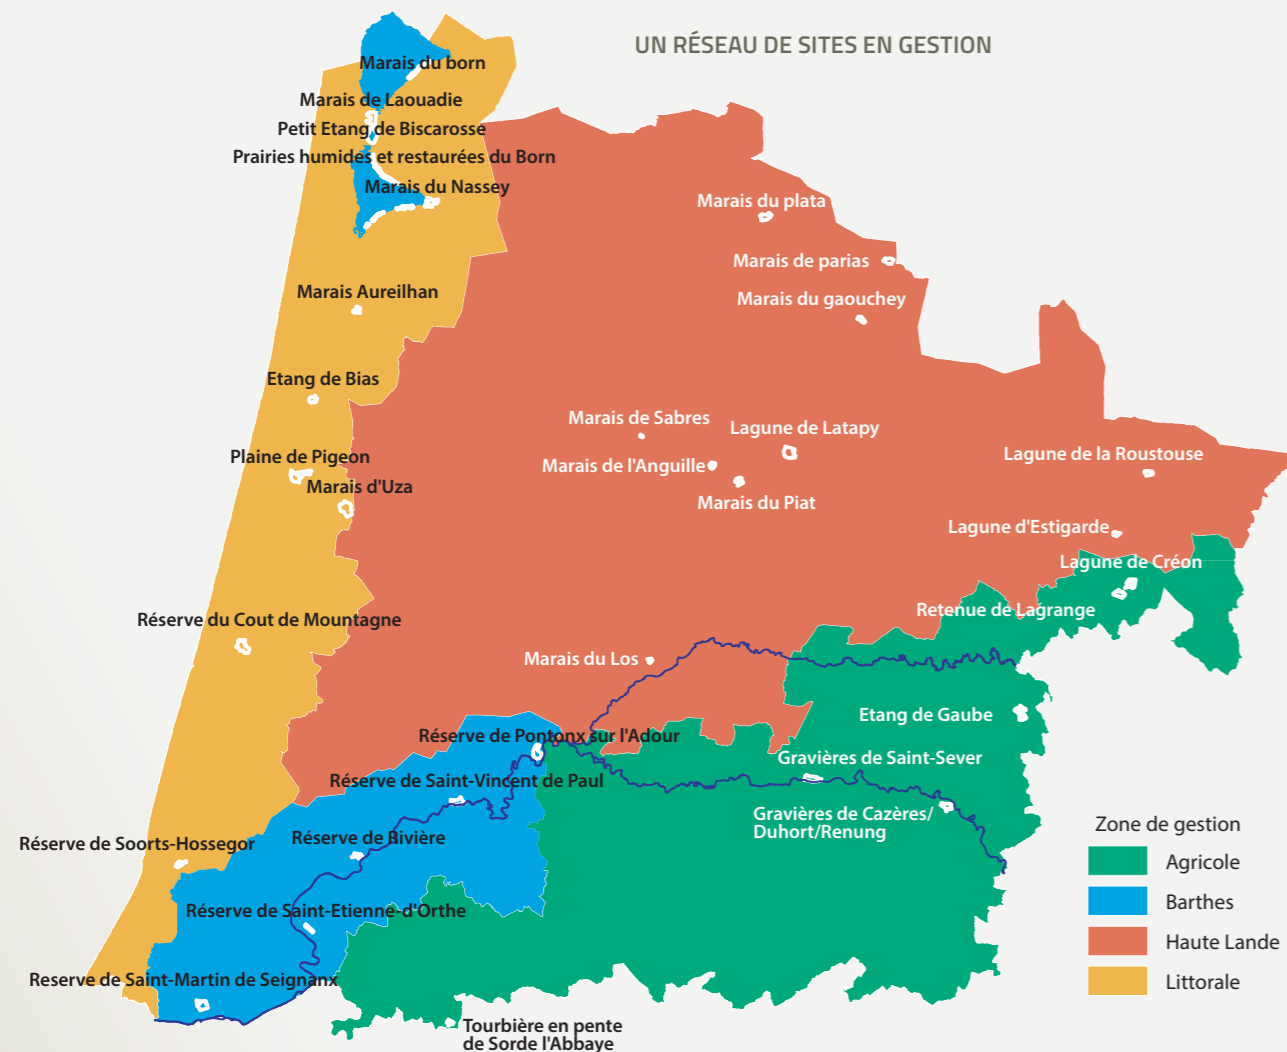 UN RÉSEAU DE SITES EN GESTION
Marais du born
Marais de Laouadie
Petit Etang de Biscarosse
Prairies humides et restaurées du Born
Marais du Nassey
Marais du plata
Marais de parias
Marais Aureilhan
Marais du gaouchey
Etang de Bias
Marais de Sabres
Lagune de Latapy
Plaine de Pigeon
Marais de l'Anguille
Lagune de la Roustouse
Marais d'Uza
Marais du Piat
Lagune d'Estigarde
Lagune de Créon
Retenue de Lagrange
Réserve du Cout de Mountagne
Marais du Los
Etang de Gaube
Réserve de Pontonx sur l'Adour
Gravières de Saint-Sever
Réserve de Saint-Vincent de Paul
Gravières de Cazères/
Duhort/Renung
Réserve de Rivière
Réserve de Soorts-Hossegor
Réserve de Saint-Etienne-d'Orthe
Reserve de Saint-Martin de Seignanx
Tourbière en pente
de Sorde l'Abbaye
Zone de gestion
Agricole
Barthes
Haute Lande
Littorale